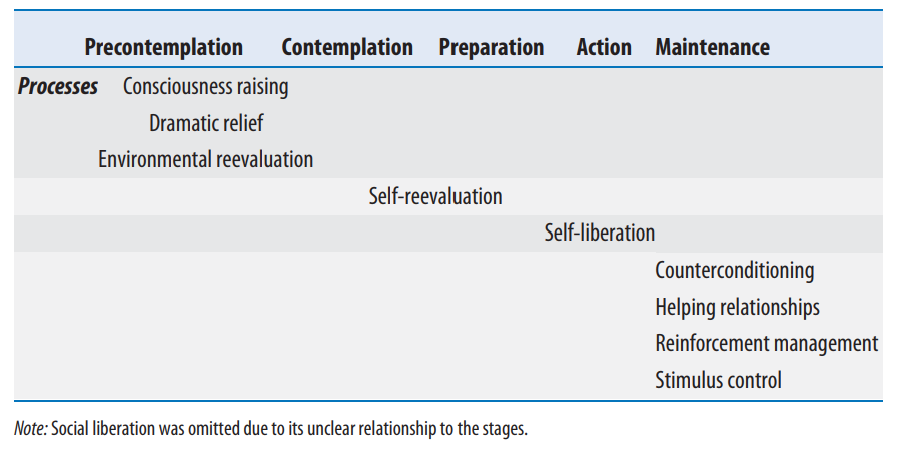 Precontemplation Contemplation Preparation Action Maintenance
Processes Consciousness raising
Dramatic relief
Environmental reevaluation
Self-reevaluation
Self-liberation
Counterconditioning
Helping relationships
Reinforcement management
Stimulus control
Note: Social liberation was omitted due to its unclear relationship to the stages.